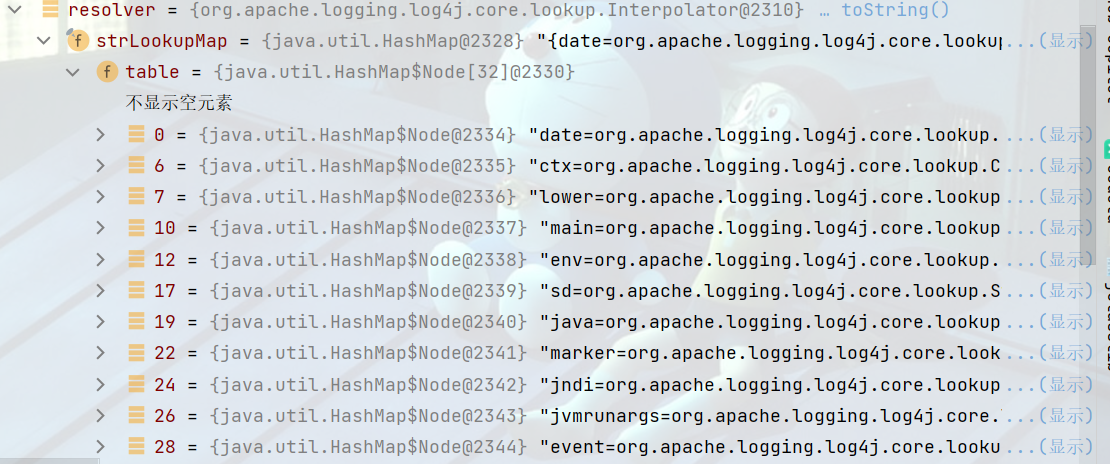 resolver = {org.apache.logging.log4j.core.lookup.Interpolator@2310} … toString()
f strLookupMap = {java.util.HashMap@2328} "{date=org.apache.logging.log4j.core.lookup...(显示)
f table = {java.util.HashMap$Node[32]@2330}
不显示空元素
0 = {java.util.HashMap$Node@2334} "date=org.apache.logging.log4j.core.lookup. ...(显示)
6 = {java.util.HashMap$Node@2335} "ctx=org.apache.logging.log4j.core.lookup.C ...(显示)
7 = {java.util.HashMap$Node@2336} "lower=org.apache.logging.log4j.core.lookup ...(显示)
10 = {java.util.HashMap$Node@2337} "main=org.apache.logging.log4j.core.lookup ...(显示)
12 = {java.util.HashMap$Node@2338} "env=org.apache.logging.log4j.core.lookup. ...(显示)
17 = {java.util.HashMap$Node@2339} "sd=org.apache.logging.log4j.core.lookup.S ...(显示)
19 = {java.util.HashMap$Node@2340} "java=org.apache.logging.log4j.core.lookup ...(显示)
22 = {java.util.HashMap$Node@2341} "marker=org.apache.logging.log4j.core.look ...(显示)
24 = {java.util.HashMap$Node@2342} "jndi=org.apache.logging.log4j.core.lookup ...(显示)
26 = {java.util.HashMap$Node@2343} "jvmrunargs=org.apache.logging.log4j.core. ...(显示)
28 = {java.util.HashMap$Node@2344} "event=org.apache.logging.log4j.core.looku ...(显示)